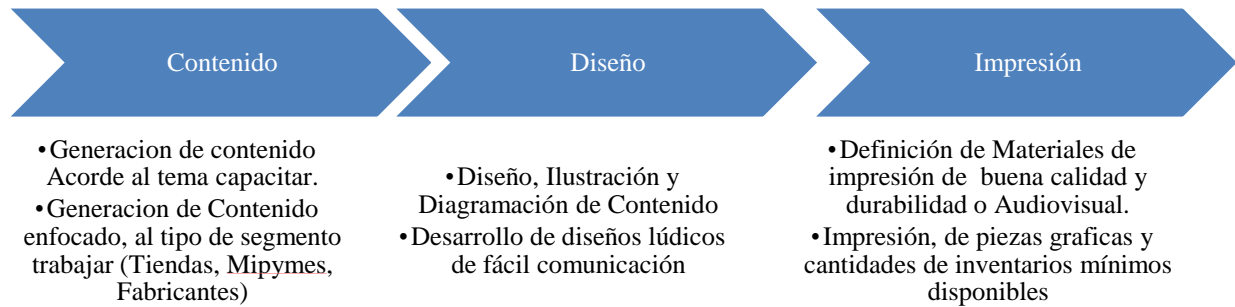 Contenido
•Generacion de contenido
Acorde al tema capacitar.
•Generacion de Contenido
enfocado, al tipo de segmento
trabajar (Tiendas, Mipymes,
Fabricantes)
Diseño
•Diseño, Ilustración y
Diagramación de Contenido
•Desarrollo de diseños lúdicos
de fácil comunicación
Impresión
•Definición de Materiales de
impresión de buena calidad y
durabilidad o Audiovisual.
•Impresión, de piezas graficas y
cantidades de inventarios mínimos
disponibles